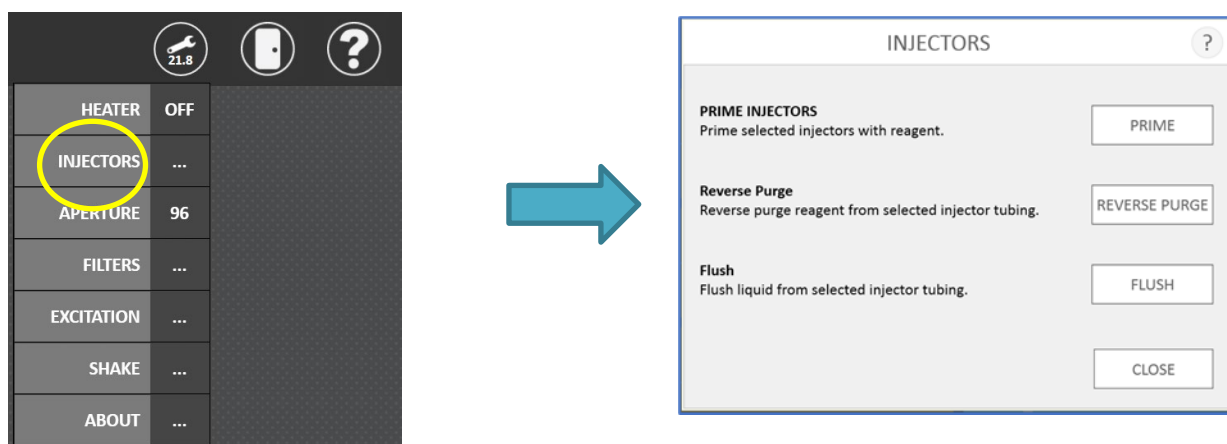 21.8
?
HEATER OFF
INJECTORS ...
APERTURE 96
FILTERS ...
EXCITATION ...
SHAKE ...
ABOUT ...
INJECTORS ?
PRIME INJECTORS
Prime selected injectors with reagent.
PRIME
Reverse Purge
Reverse purge reagent from selected injector tubing.
REVERSE PURGE
Flush
Flush liquid from selected injector tubing.
FLUSH
CLOSE